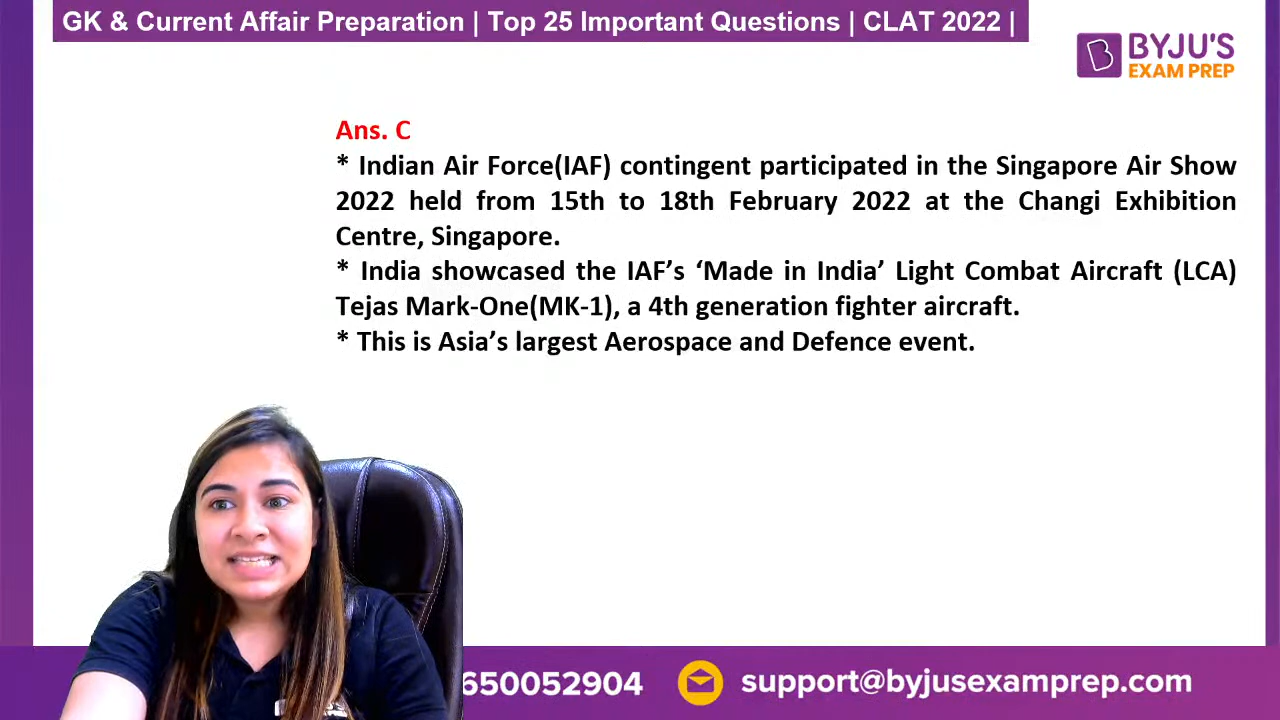 GK & Current Affair Preparation | Top 25 Important Questions | CLAT 2022 |
BYJU'S
EXAM PREP
Ans. C
* Indian Air Force(IAF) contingent participated in the Singapore Air Show
2022 held from 15th to 18th February 2022 at the Changi Exhibition
Centre, Singapore.
* India showcased the IAF’s ‘Made in India’ Light Combat Aircraft (LCA)
Tejas Mark-One(MK-1), a 4th generation fighter aircraft.
* This is Asia’s largest Aerospace and Defence event.
650052904 support@byjusexamprep.com